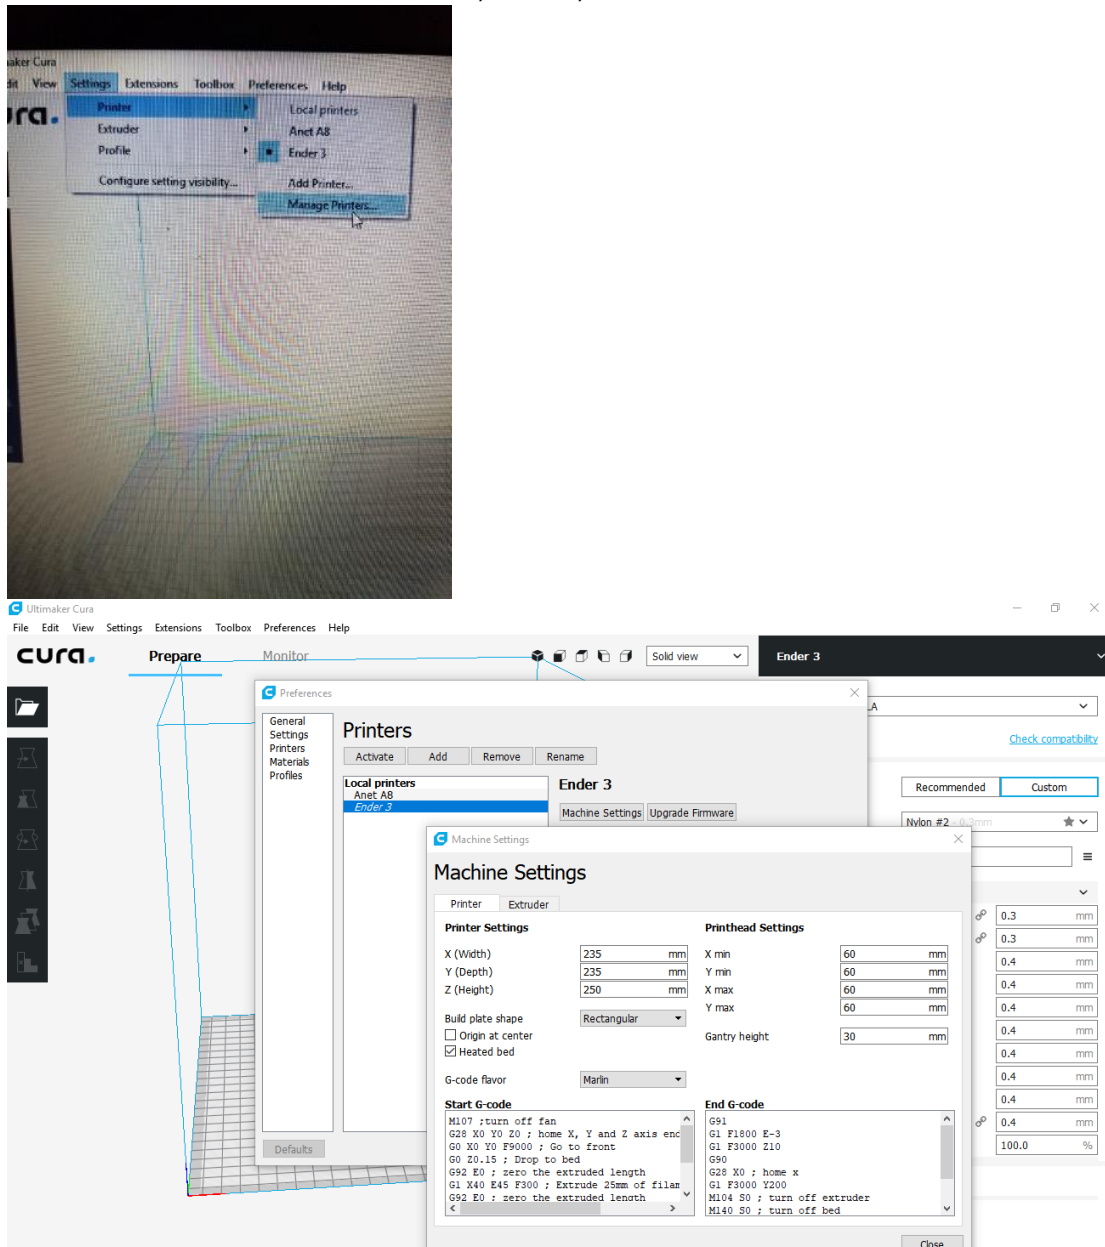 aker Cura
dit View Settings Extensions Toolbox Preferences Help
ura.
Printer
Local printers
Extruder
Anet A8
Profile
Ender 3
Configure setting visibility...
Add Printer...
Manage Printers...
Ultimaker Cura
File Edit View Settings Extensions Toolbox Preferences Help
cura. Prepare Monitor Solid view Ender 3
Preferences
LA
General
Settings
Printers
Materials
Profiles
Printers
Check compatibility
Activate Add Remove Rename
Local printers
Anet A8
Ender 3
Ender 3
Machine Settings Upgrade Firmware
Recommended Custom
Nylon #2 - 0.3mm
Machine Settings
Machine Settings
Printer Extruder
Printer Settings
X (Width) 235 mm
Y (Depth) 235 mm
Z (Height) 250 mm
Build plate shape Rectangular
Origin at center
Heated bed
G-code flavor Marlin
Printhead Settings
X min 60 mm
Y min 60 mm
X max 60 mm
Y max 60 mm
Gantry height 30 mm
Start G-code
M107 ;turn off fan
G28 X0 Y0 Z0 ; home X, Y and Z axis end
G0 X0 Y0 F9000 ; Go to front
G0 Z0.15 ; Drop to bed
G92 E0 ; zero the extruded length
G1 X40 E45 F300 ; Extrude 25mm of filam
G92 E0 ; zero the extruded length
End G-code
G91
G1 F1800 E-3
G1 F3000 Z10
G90
G28 X0 ; home x
G1 F3000 Y200
M104 S0 ; turn off extruder
M140 S0 ; turn off bed
0.3 mm
0.3 mm
0.4 mm
0.4 mm
0.4 mm
0.4 mm
0.4 mm
0.4 mm
0.4 mm
0.4 mm
100.0 %
Defaults
Close